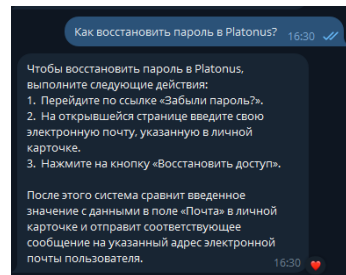 Как восстановить пароль в Platonus?
16:30
Чтобы восстановить пароль в Platonus,
выполните следующие действия:
1. Перейдите по ссылке «Забыли пароль?».
2. На открывшейся странице введите свою
электронную почту, указанную в личной
карточке.
3. Нажмите на кнопку «Восстановить доступ».
После этого система сравнит введенное
значение с данными в поле «Почта» в личной
карточке и отправит соответствующее
сообщение на указанный адрес электронной
почты пользователя.
16:30